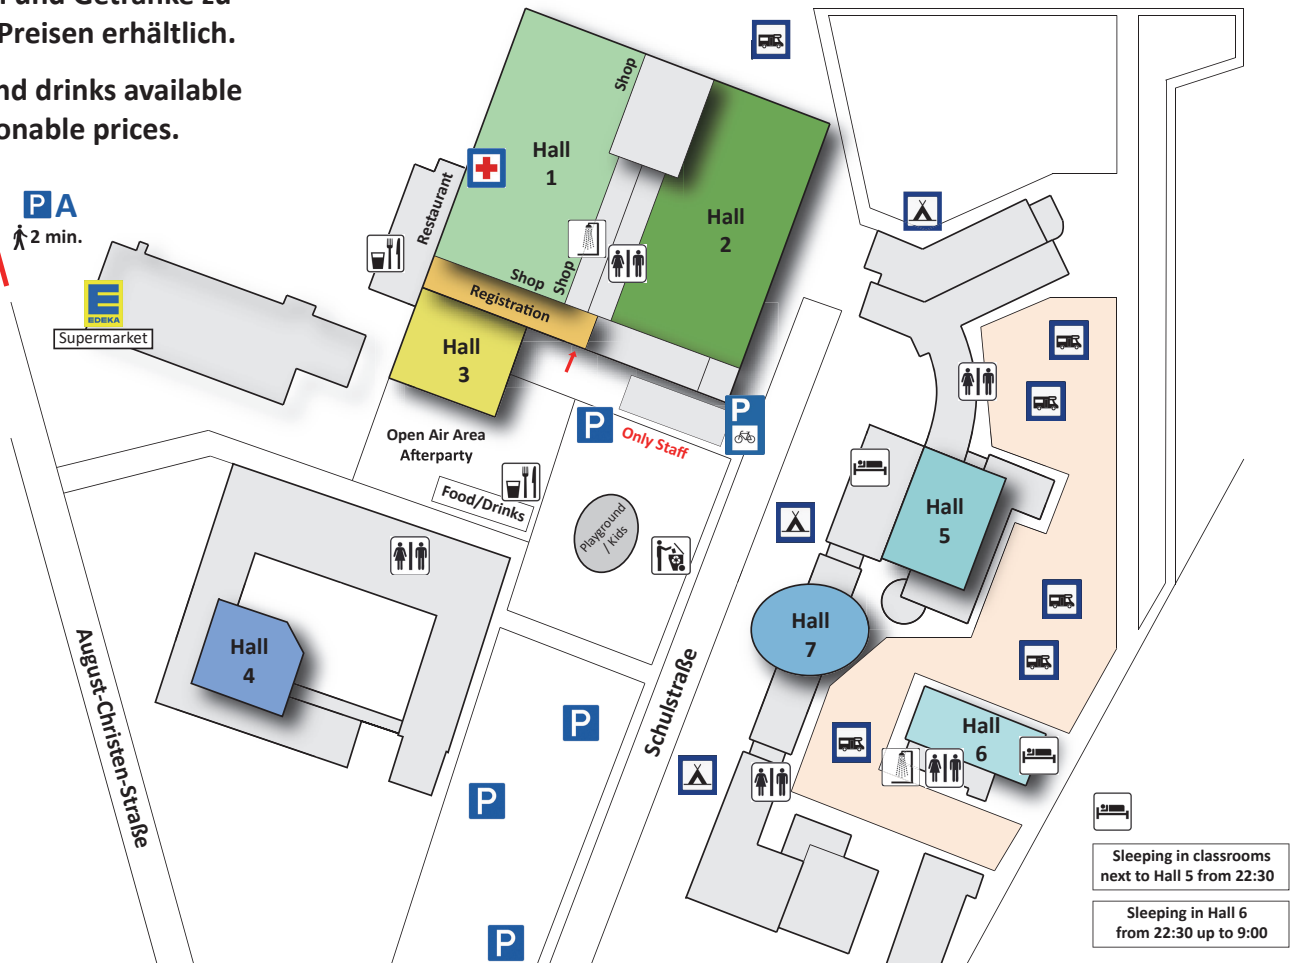 und Getränke zu
Preisen erhältlich.
nd drinks available
onable prices.
P A
2 min.
E
EDEKA
Supermarket
Restaurant
Hall
1
Shop
Hall
2
Shop
Shop
Registration
Hall
3
Open Air Area
Afterparty
Food/Drinks
P
Only Staff
P
Playground
/ Kids
Hall
4
August-Christen-Straße
Schulstraße
P
P
P
Hall
5
Hall
7
Hall
6
Sleeping in classrooms
next to Hall 5 from 22:30
Sleeping in Hall 6
from 22:30 up to 9:00